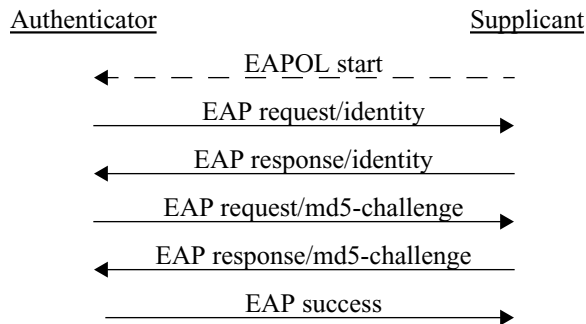 Authenticator Supplicant
EAPOL start
EAP request/identity
EAP response/identity
EAP request/md5-challenge
EAP response/md5-challenge
EAP success